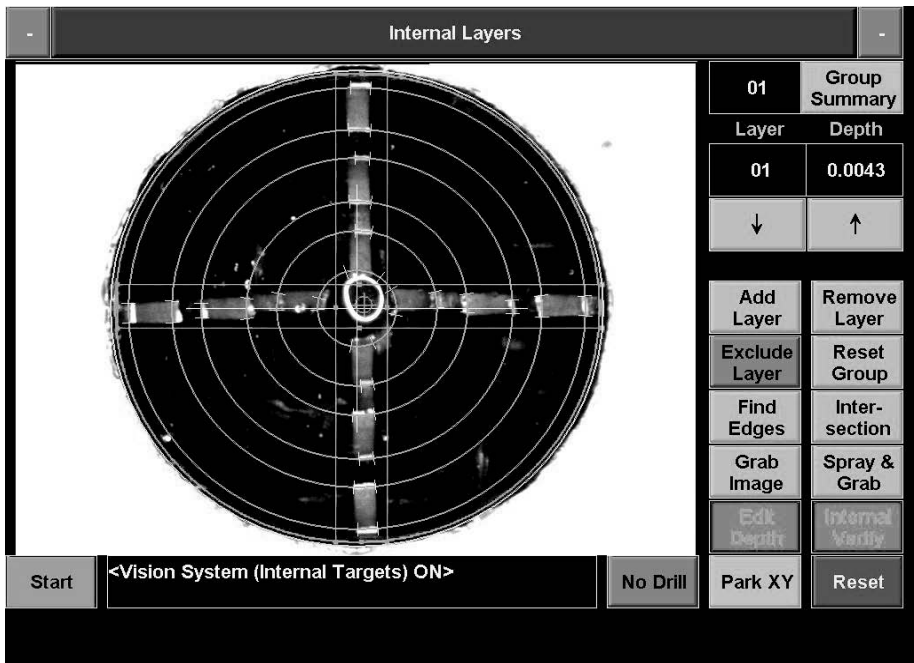 -
Internal Layers
-
01
Group
Summary
Layer
Depth
01
0.0043
↓
↑
Add
Layer
Remove
Layer
Exclude
Layer
Reset
Group
Find
Edges
Inter-
section
Grab
Image
Spray &
Grab
Edit
Depth
Internal
Verify
Start
<Vision System (Internal Targets) ON>
No Drill
Park XY
Reset